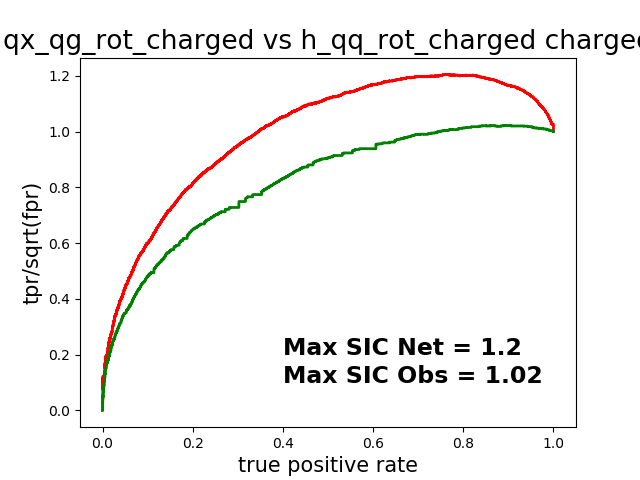 qx_qg_rot_charged vs h_qq_rot_charged charged
tpr/sqrt(fpr)
1.2
1.0
0.8
0.6
0.4
0.2
0.0
Max SIC Net = 1.2
Max SIC Obs = 1.02
0.0 0.2 0.4 0.6 0.8 1.0
true positive rate